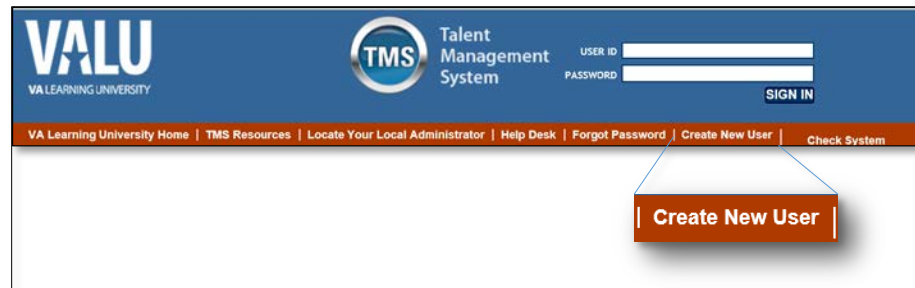 VALU
VA LEARNING UNIVERSITY
TMS
Talent
Management
System
USER ID
PASSWORD
SIGN IN
VA Learning University Home | TMS Resources | Locate Your Local Administrator | Help Desk | Forgot Password | Create New User | Check System
| Create New User |